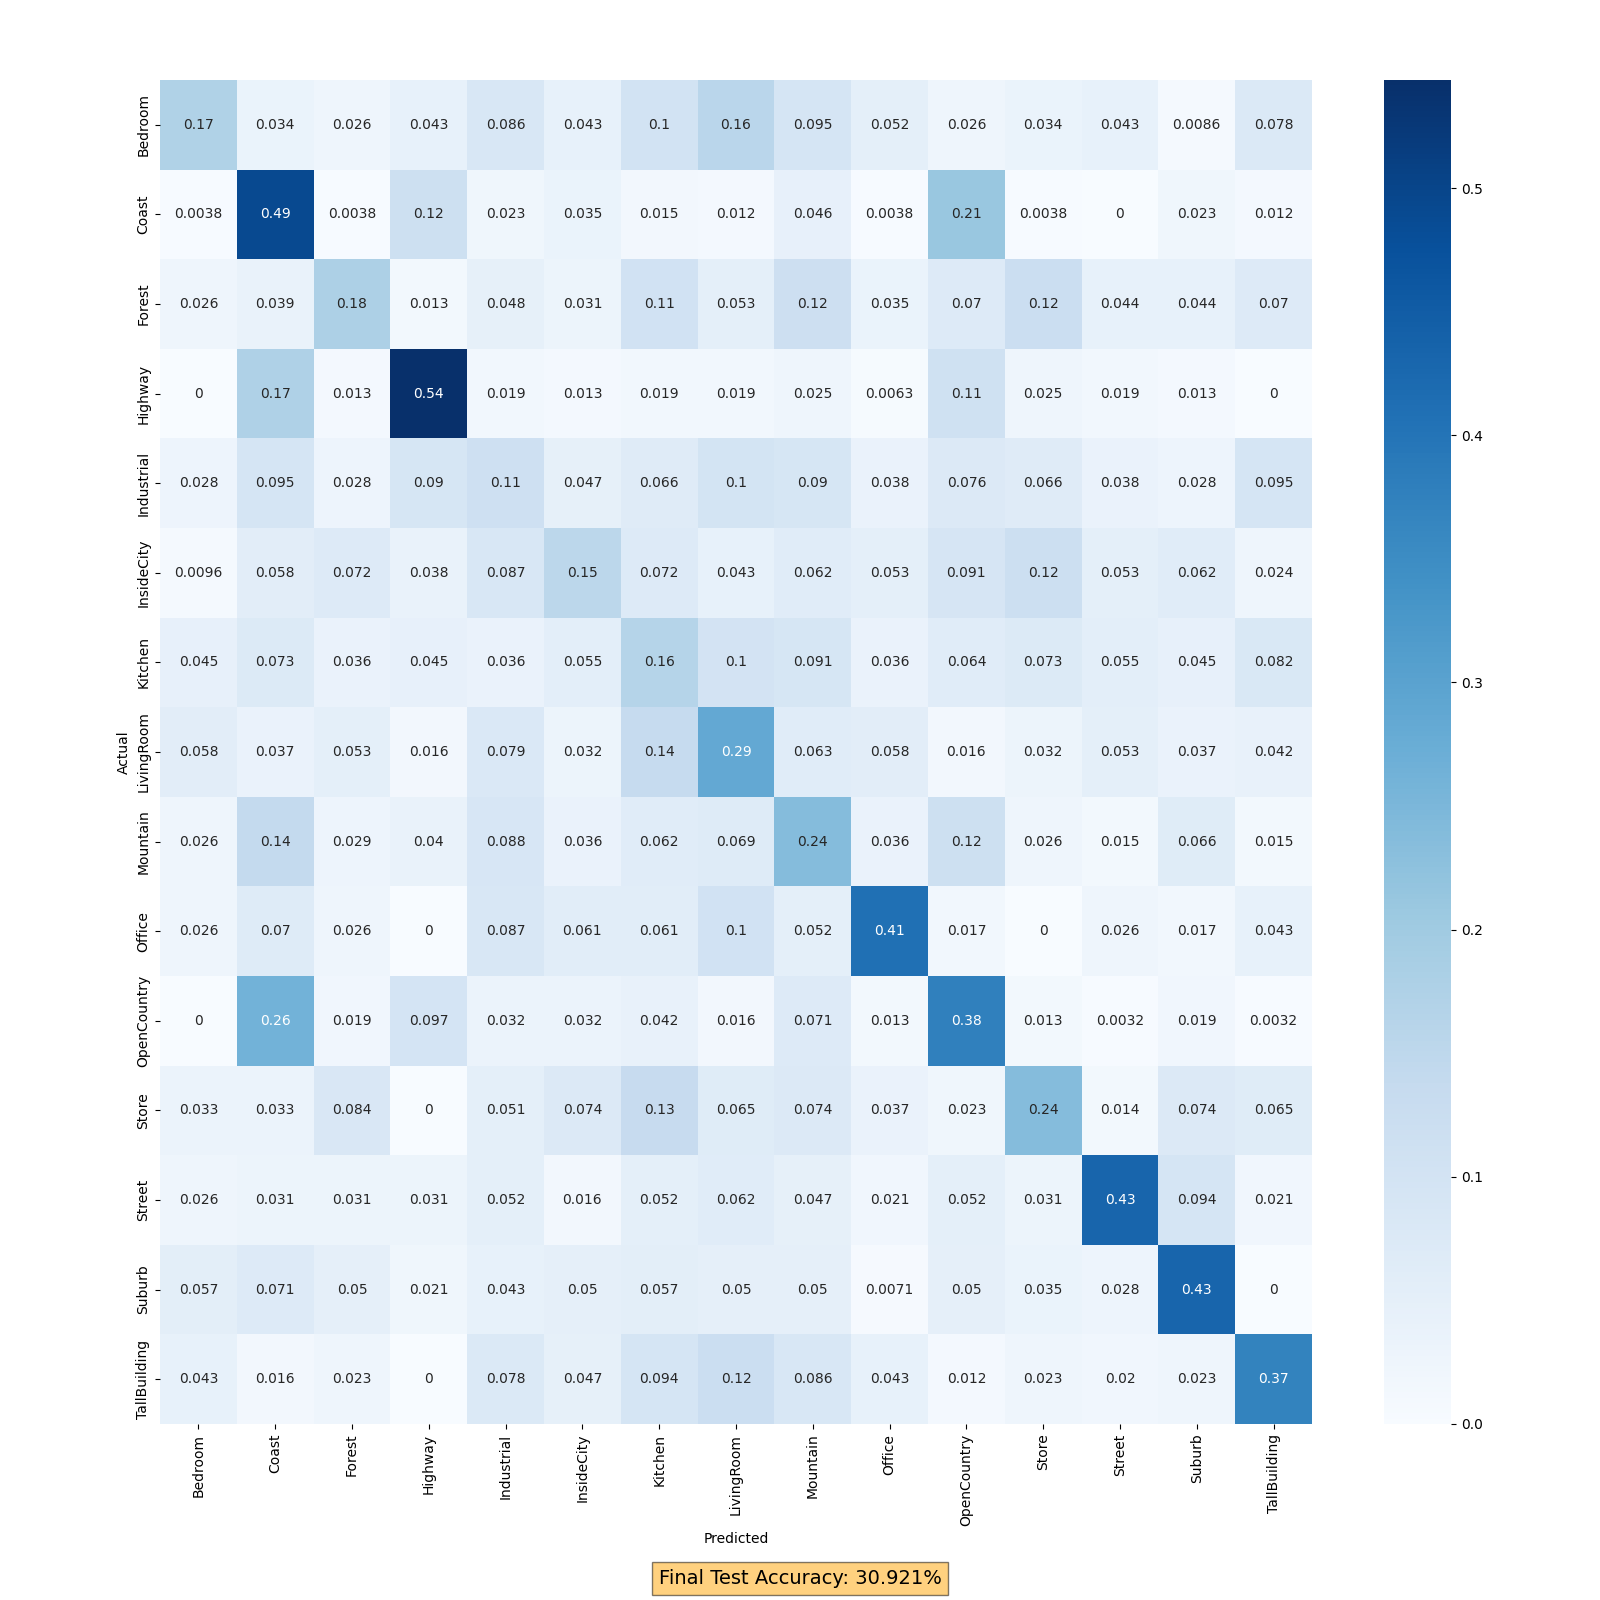 Bedroom 0.17 0.034 0.026 0.043 0.086 0.043 0.1 0.16 0.095 0.052 0.026 0.034 0.043 0.0086 0.078
Coast 0.0038 0.49 0.0038 0.12 0.023 0.035 0.015 0.012 0.046 0.0038 0.21 0.0038 0 0.023 0.012
Forest 0.026 0.039 0.18 0.013 0.048 0.031 0.11 0.053 0.12 0.035 0.07 0.12 0.044 0.044 0.07
Highway 0 0.17 0.013 0.54 0.019 0.013 0.019 0.019 0.025 0.0063 0.11 0.025 0.019 0.013 0
Industrial 0.028 0.095 0.028 0.09 0.11 0.047 0.066 0.1 0.09 0.038 0.076 0.066 0.038 0.028 0.095
InsideCity 0.0096 0.058 0.072 0.038 0.087 0.15 0.072 0.043 0.062 0.053 0.091 0.12 0.053 0.062 0.024
Kitchen 0.045 0.073 0.036 0.045 0.036 0.055 0.16 0.1 0.091 0.036 0.064 0.073 0.055 0.045 0.082
Actual
LivingRoom 0.058 0.037 0.053 0.016 0.079 0.032 0.14 0.29 0.063 0.058 0.016 0.032 0.053 0.037 0.042
Mountain 0.026 0.14 0.029 0.04 0.088 0.036 0.062 0.069 0.24 0.036 0.12 0.026 0.015 0.066 0.015
Office 0.026 0.07 0.026 0 0.087 0.061 0.061 0.1 0.052 0.41 0.017 0 0.026 0.017 0.043
OpenCountry 0 0.26 0.019 0.097 0.032 0.032 0.042 0.016 0.071 0.013 0.38 0.013 0.0032 0.019 0.0032
Store 0.033 0.033 0.084 0 0.051 0.074 0.13 0.065 0.074 0.037 0.023 0.24 0.014 0.074 0.065
Street 0.026 0.031 0.031 0.031 0.052 0.016 0.052 0.062 0.047 0.021 0.052 0.031 0.43 0.094 0.021
Suburb 0.057 0.071 0.05 0.021 0.043 0.05 0.057 0.05 0.05 0.0071 0.05 0.035 0.028 0.43 0
TallBuilding 0.043 0.016 0.023 0 0.078 0.047 0.094 0.12 0.086 0.043 0.012 0.023 0.02 0.023 0.37
Bedroom Coast Forest Highway Industrial InsideCity Kitchen LivingRoom Mountain Office OpenCountry Store Street Suburb TallBuilding
Predicted
0.5
0.4
0.3
0.2
0.1
0.0
Final Test Accuracy: 30.921%